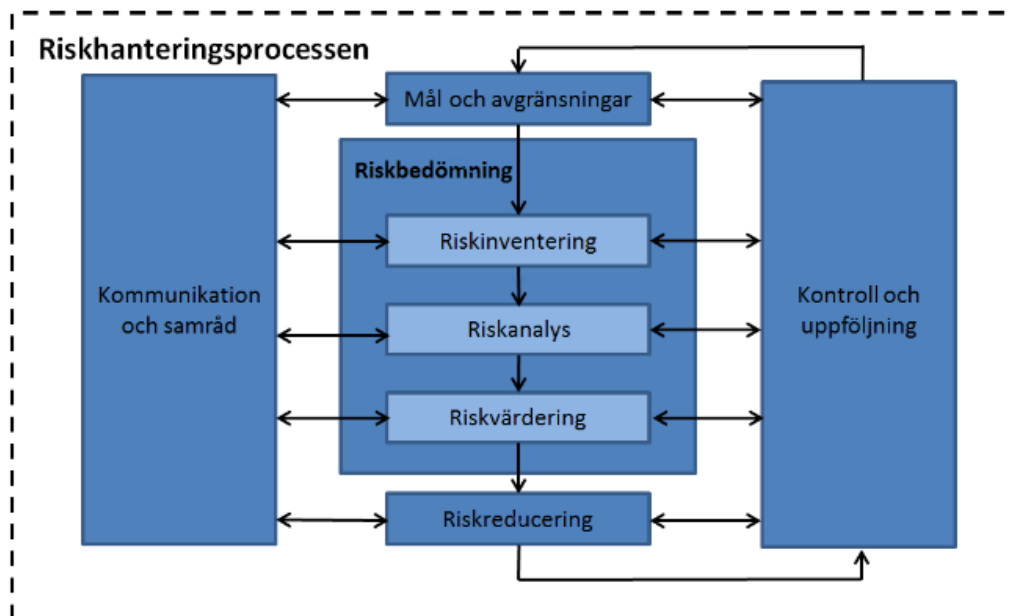 Riskhanteringsprocessen
Mål och avgränsningar
Riskbedömning
Riskinventering
Kommunikation
och samråd
Riskanalys
Kontroll och
uppföljning
Riskvärdering
Riskreducering